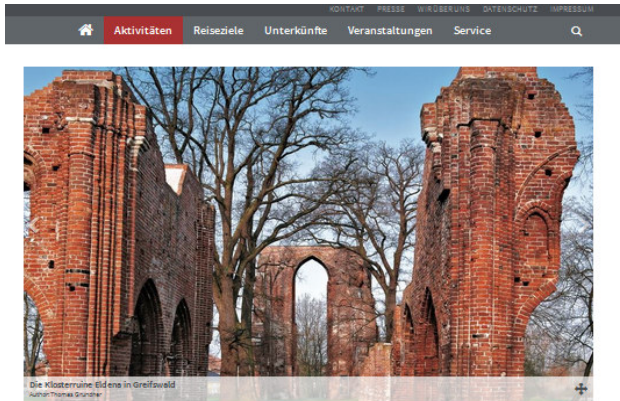 KONTAKT PRESSE WIR ÜBER UNS DATENSCHUTZ IMPRESSUM
Aktivitäten Reiseziele Unterkünfte Veranstaltungen Service
Die Klosterruine Eldena in Greifswald
Author: Thomas Grundner